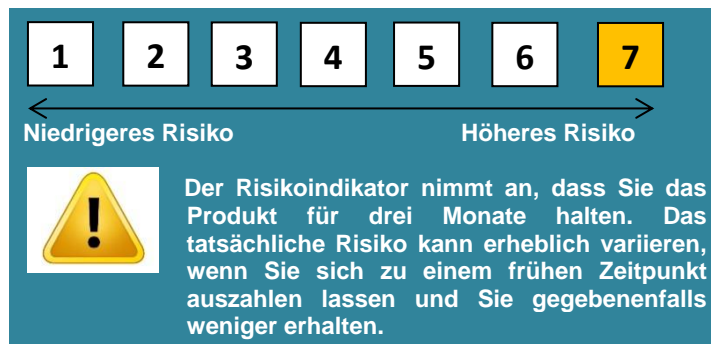 1 2 3 4 5 6 7
Niedrigeres Risiko Höheres Risiko
Der Risikoindikator nimmt an, dass Sie das
Produkt für drei Monate halten. Das
tatsächliche Risiko kann erheblich variieren,
wenn Sie sich zu einem frühen Zeitpunkt
auszahlen lassen und Sie gegebenenfalls
weniger erhalten.